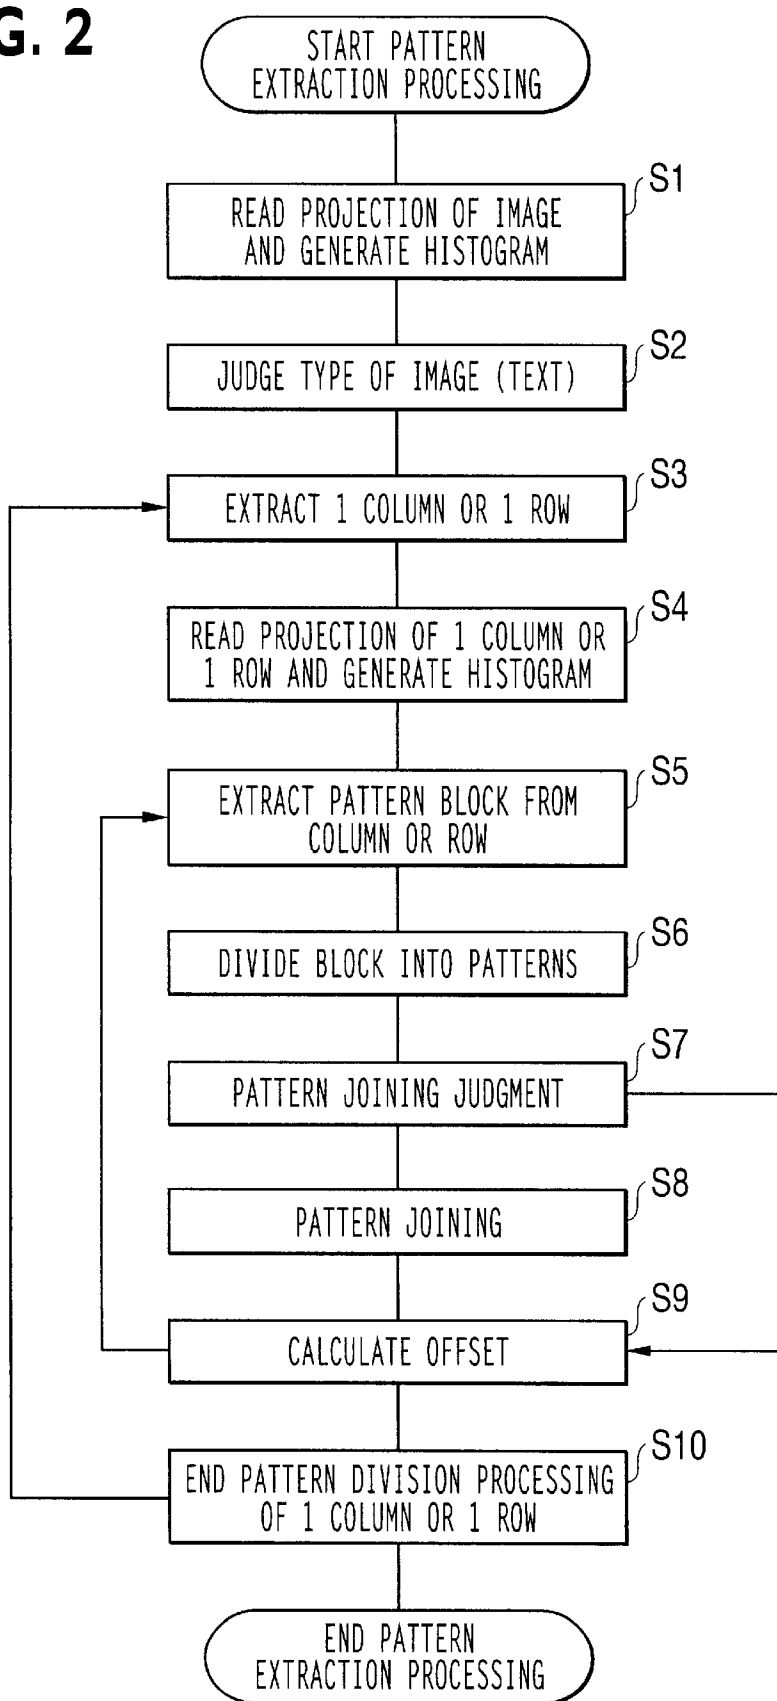 G. 2
START PATTERN
EXTRACTION PROCESSING
S1
READ PROJECTION OF IMAGE
AND GENERATE HISTOGRAM
S2
JUDGE TYPE OF IMAGE (TEXT)
S3
EXTRACT 1 COLUMN OR 1 ROW
S4
READ PROJECTION OF 1 COLUMN OR
1 ROW AND GENERATE HISTOGRAM
S5
EXTRACT PATTERN BLOCK FROM
COLUMN OR ROW
S6
DIVIDE BLOCK INTO PATTERNS
S7
PATTERN JOINING JUDGMENT
S8
PATTERN JOINING
S9
CALCULATE OFFSET
S10
END PATTERN DIVISION PROCESSING
OF 1 COLUMN OR 1 ROW
END PATTERN
EXTRACTION PROCESSING